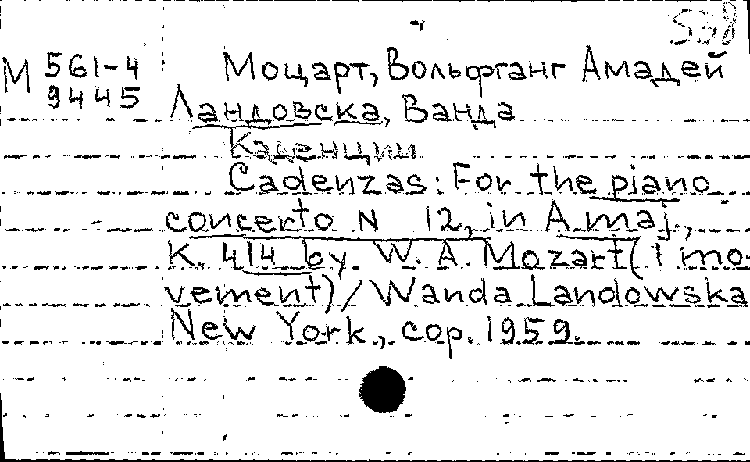 538
М 561-4 Моцарт, Вольфганг Амадей
9445 Ландовска, Ванда
Каденции
Cadenzas: For the piano
concerto N 12, in A maj,
K. 414 by W. A. Mozart (I mo-
vement) / Wanda Landowska
New York, cop. 1959.